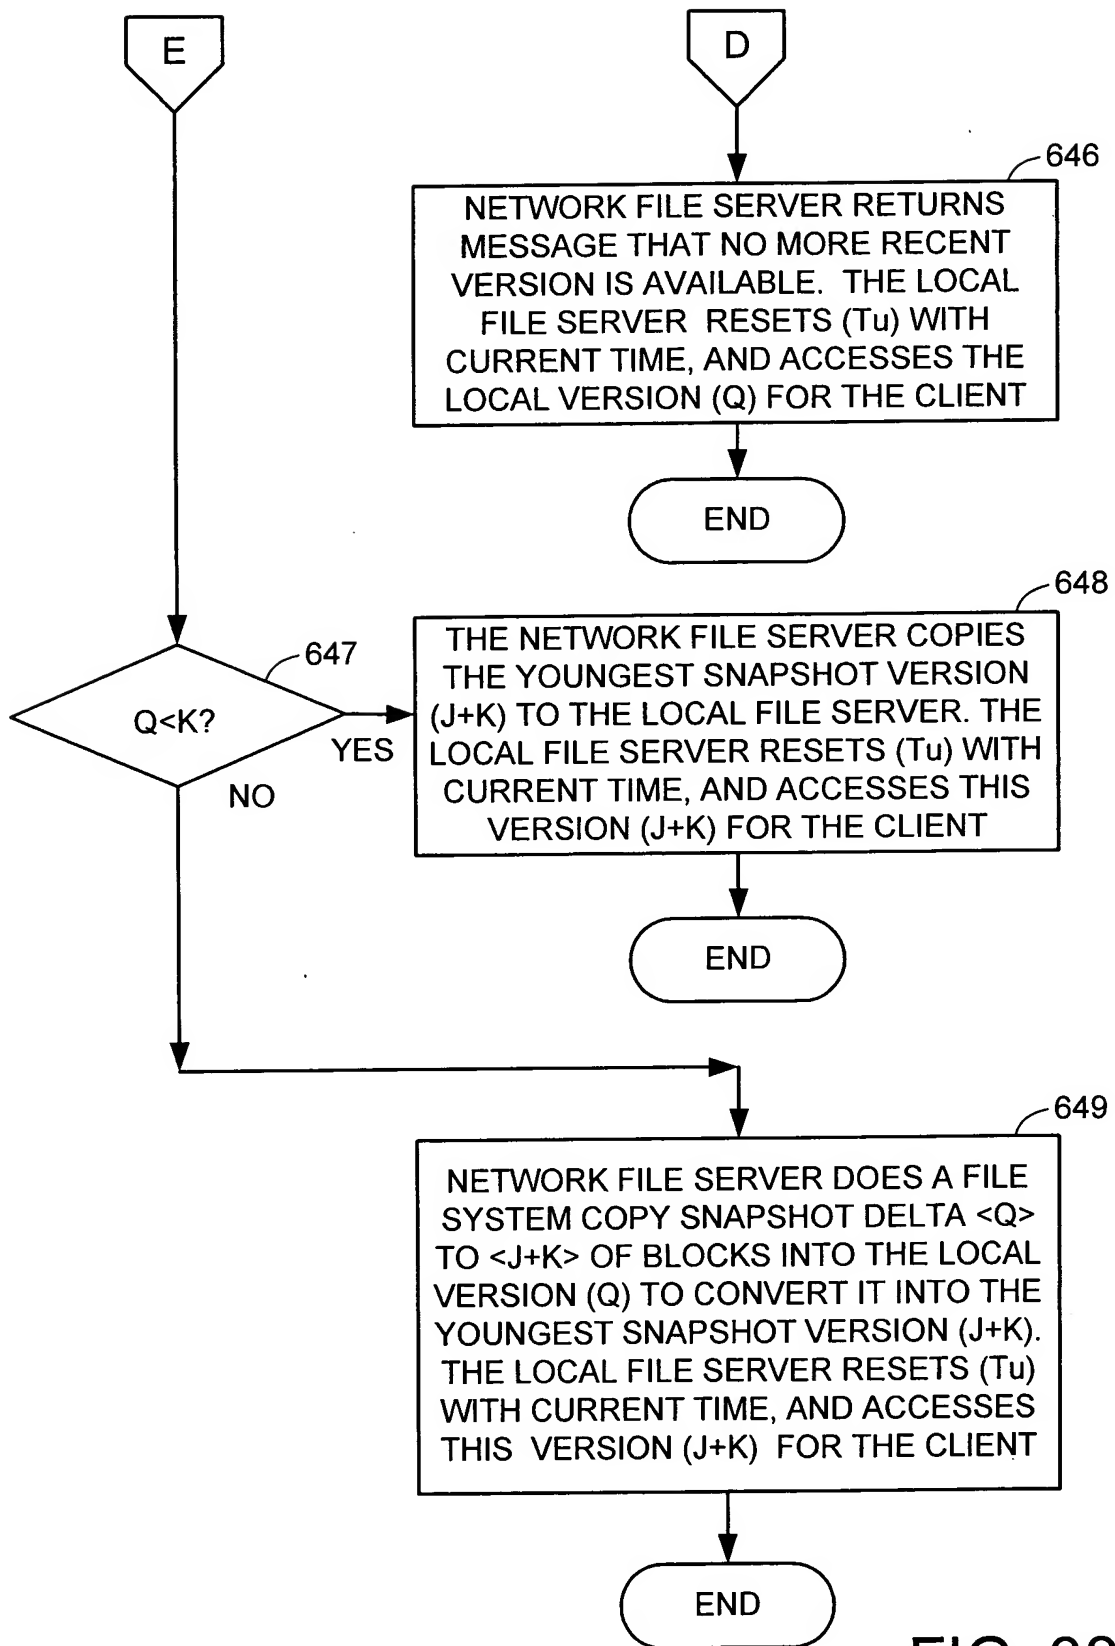 E
D
646
NETWORK FILE SERVER RETURNS
MESSAGE THAT NO MORE RECENT
VERSION IS AVAILABLE. THE LOCAL
FILE SERVER RESETS (Tu) WITH
CURRENT TIME, AND ACCESSES THE
LOCAL VERSION (Q) FOR THE CLIENT
END
648
647
Q<K?
YES
NO
THE NETWORK FILE SERVER COPIES
THE YOUNGEST SNAPSHOT VERSION
(J+K) TO THE LOCAL FILE SERVER. THE
LOCAL FILE SERVER RESETS (Tu) WITH
CURRENT TIME, AND ACCESSES THIS
VERSION (J+K) FOR THE CLIENT
END
649
NETWORK FILE SERVER DOES A FILE
SYSTEM COPY SNAPSHOT DELTA <Q>
TO <J+K> OF BLOCKS INTO THE LOCAL
VERSION (Q) TO CONVERT IT INTO THE
YOUNGEST SNAPSHOT VERSION (J+K).
THE LOCAL FILE SERVER RESETS (Tu)
WITH CURRENT TIME, AND ACCESSES
THIS VERSION (J+K) FOR THE CLIENT
END